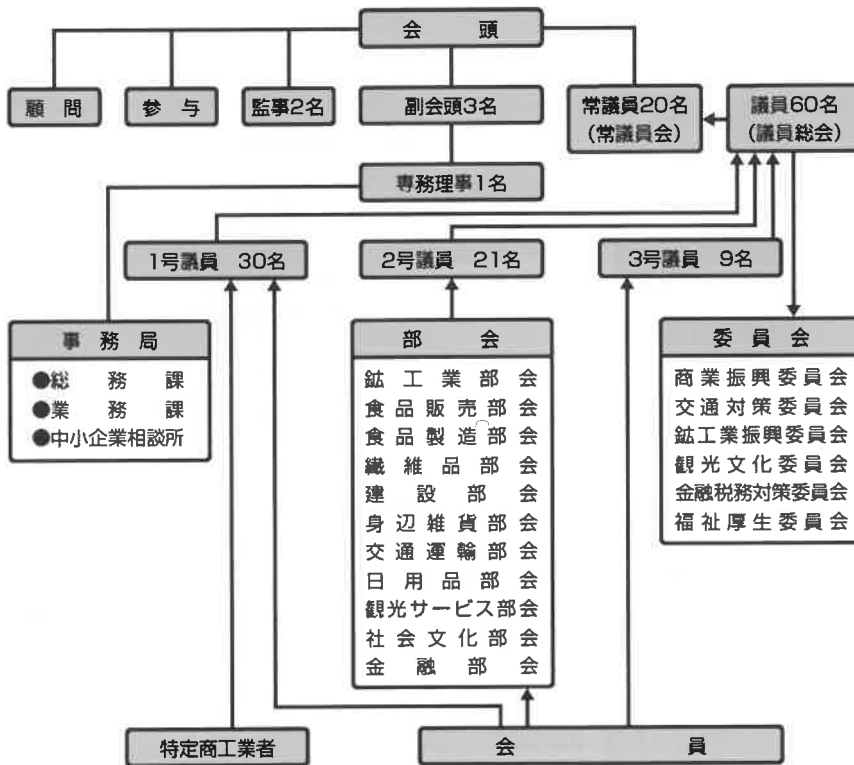 会頭
顧問
参与
監事2名
副会頭3名
常議員20名
(常議員会)
議員60名
(議員総会)
専務理事1名
1号議員 30名
2号議員 21名
3号議員 9名
事務局
●総務課
●業務課
●中小企業相談所
部会
鉱工業部会
食品販売部会
食品製造部会
繊維品部会
建設部会
身辺雑貨部会
交通運輸部会
日用品部会
観光サービス部会
社会文化部会
金融部会
委員会
商業振興委員会
交通対策委員会
鉱工業振興委員会
観光文化委員会
金融税務対策委員会
福祉厚生委員会
特定商工業者
会員